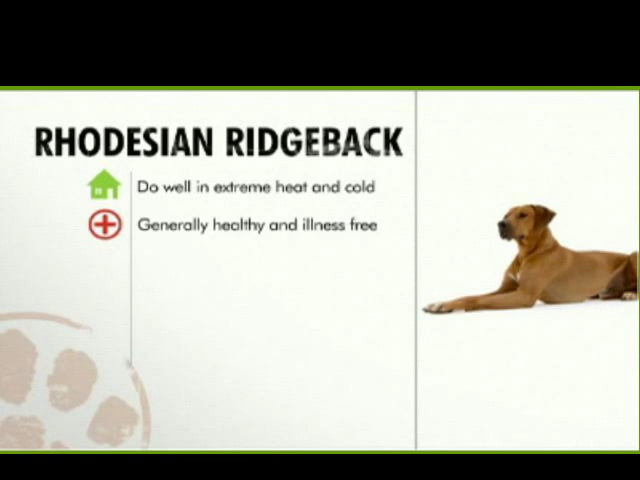 RHODESIAN RIDGEBACK
Do well in extreme heat and cold
Generally healthy and illness free